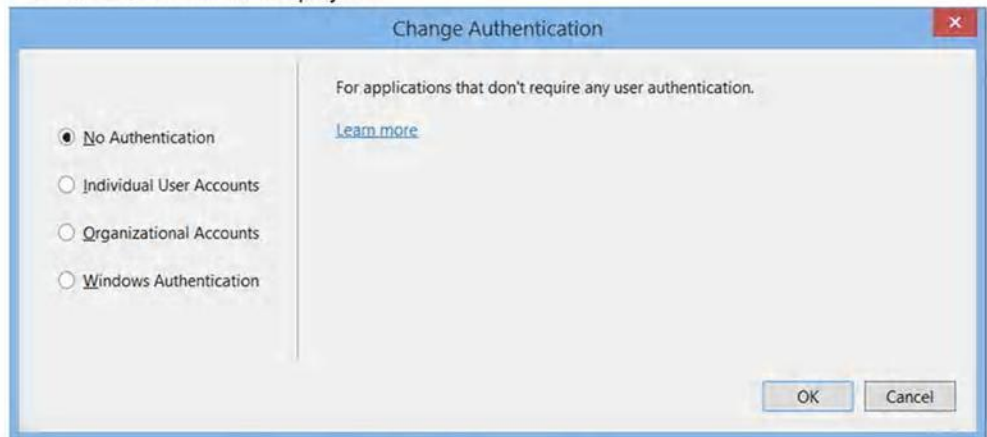 Change Authentication
For applications that don't require any user authentication.
Learn more
No Authentication
Individual User Accounts
Organizational Accounts
Windows Authentication
OK
Cancel